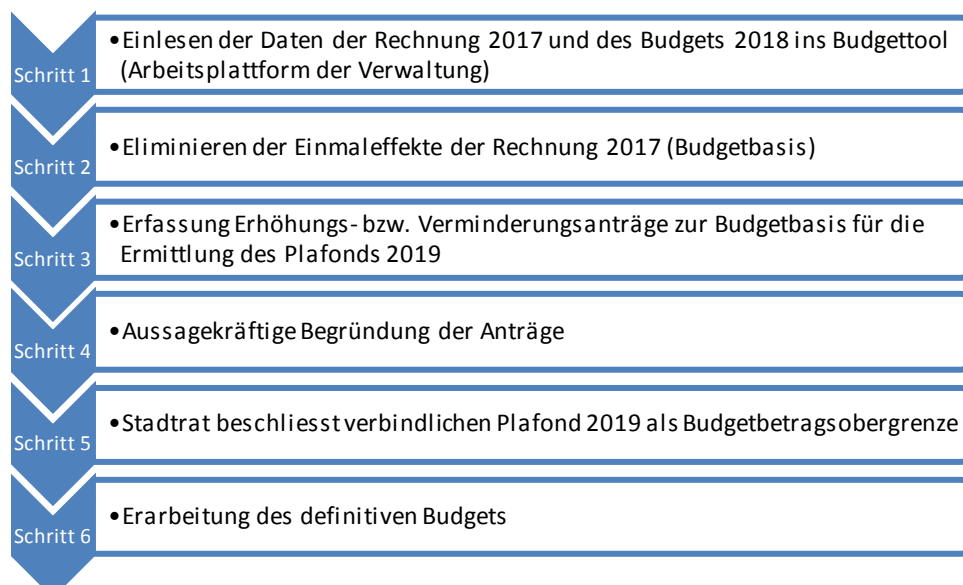 Schritt 1
•Einlesen der Daten der Rechnung 2017 und des Budgets 2018 ins Budgettool
(Arbeitsplattform der Verwaltung)
Schritt 2
•Eliminieren der Einmaleffekte der Rechnung 2017 (Budgetbasis)
Schritt 3
•Erfassung Erhöhungs- bzw. Verminderungsanträge zur Budgetbasis für die
Ermittlung des Plafonds 2019
Schritt 4
•Aussagekräftige Begründung der Anträge
Schritt 5
•Stadtrat beschliesst verbindlichen Plafond 2019 als Budgetbetragsobergrenze
Schritt 6
•Erarbeitung des definitiven Budgets